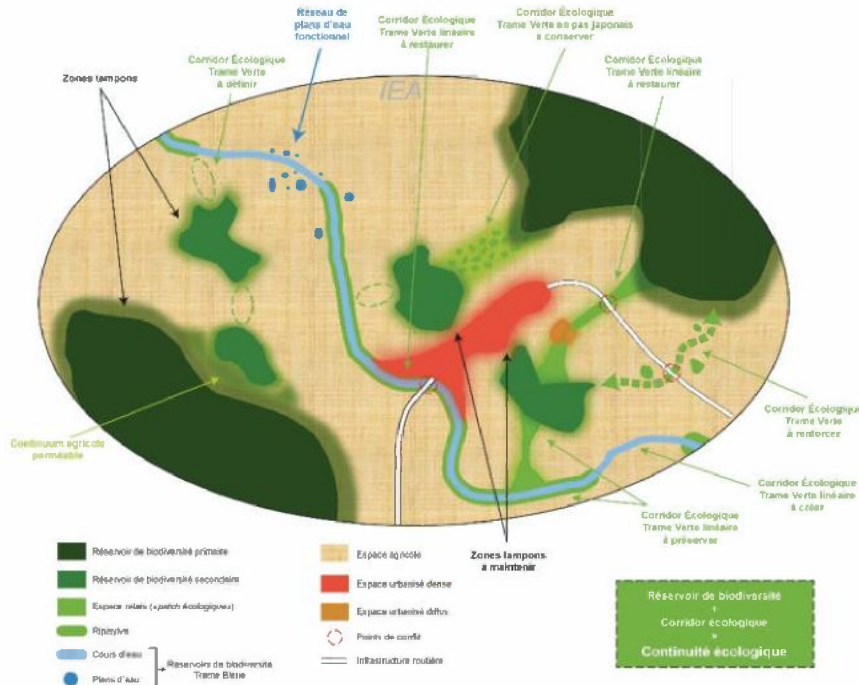 Réseau de
plans d'eau
fonctionnel
Corridor Écologique
Trame Verte linéaire
à restaurer
Corridor Écologique
Trame Verte en pas japonais
à conserver
Corridor Écologique
Trame Verte linéaire
à restaurer
Corridor Écologique
Trame Verte
à définir
Zones tampons
IEA
Corridor Écologique
Trame Verte
à renforcer
Continuum agricole
perméable
Corridor Écologique
Trame Verte linéaire
à créer
Corridor Écologique
Trame Verte linéaire
à préserver
Zones tampons
à maintenir
Réservoir de biodiversité primaire
Réservoir de biodiversité secondaire
Espace relais (≈patch écologiques)
Ripisylve
Cours d'eau
Plans d'eau
Réservoirs de biodiversité
Trame Bleue
Espace agricole
Espace urbanisé dense
Espace urbanisé diffus
Points de conflit
Infrastructure routière
Réservoir de biodiversité
+
Corridor écologique
=
Continuité écologique